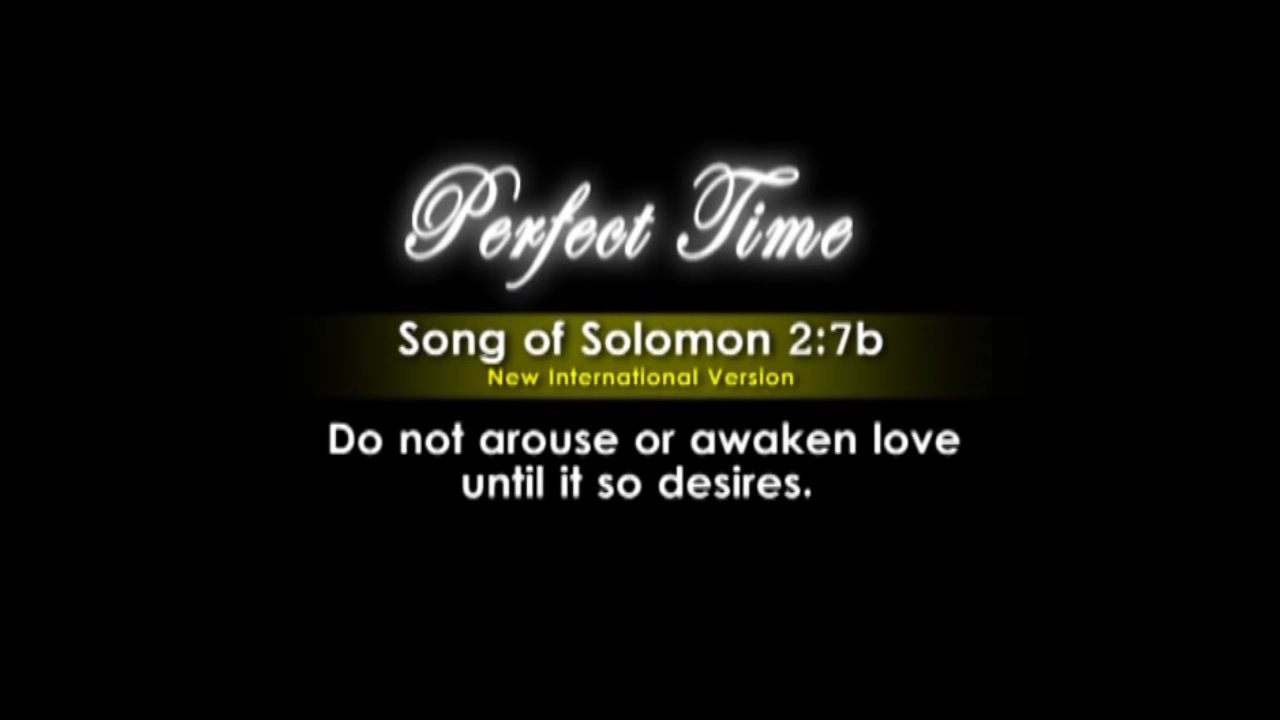 Perfect Time
Song of Solomon 2:7b
New International Version
Do not arouse or awaken love
until it so desires.